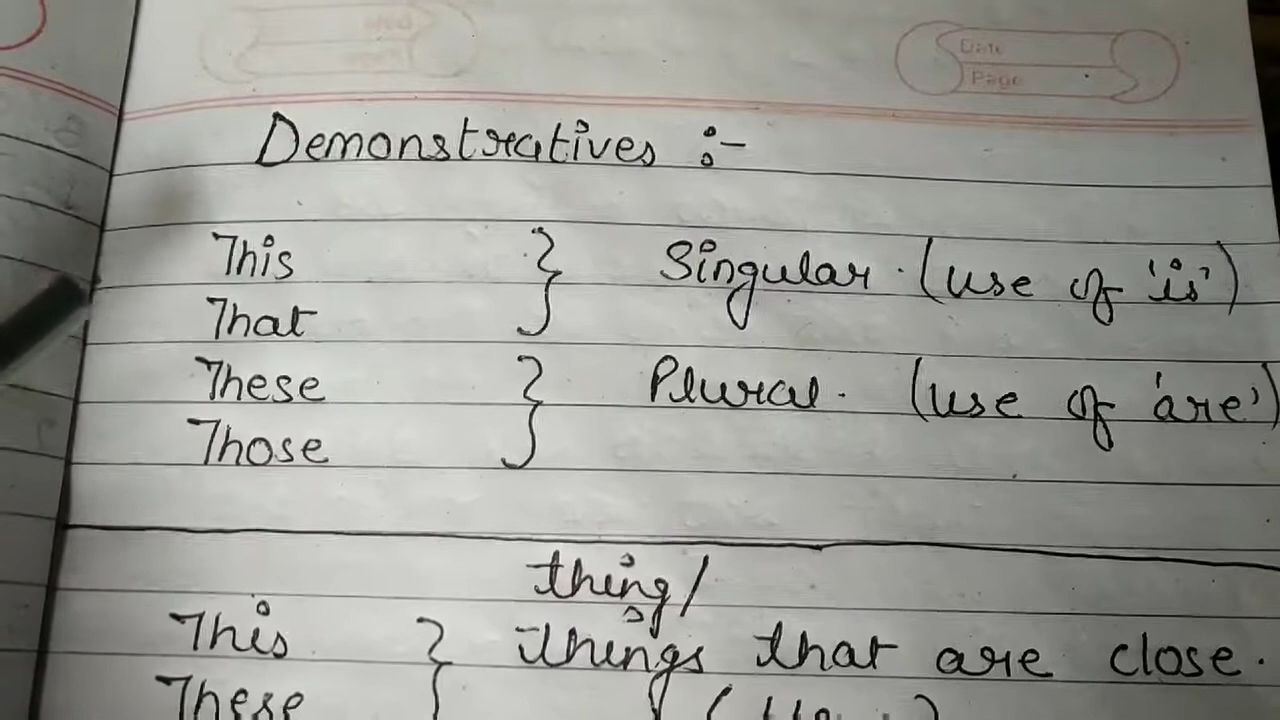 Date
Page
Demonstratives :-
This } Singular. (use of 'is')
That
These } Plural. (use of 'are')
Those
thing/
This } things that are close.
These